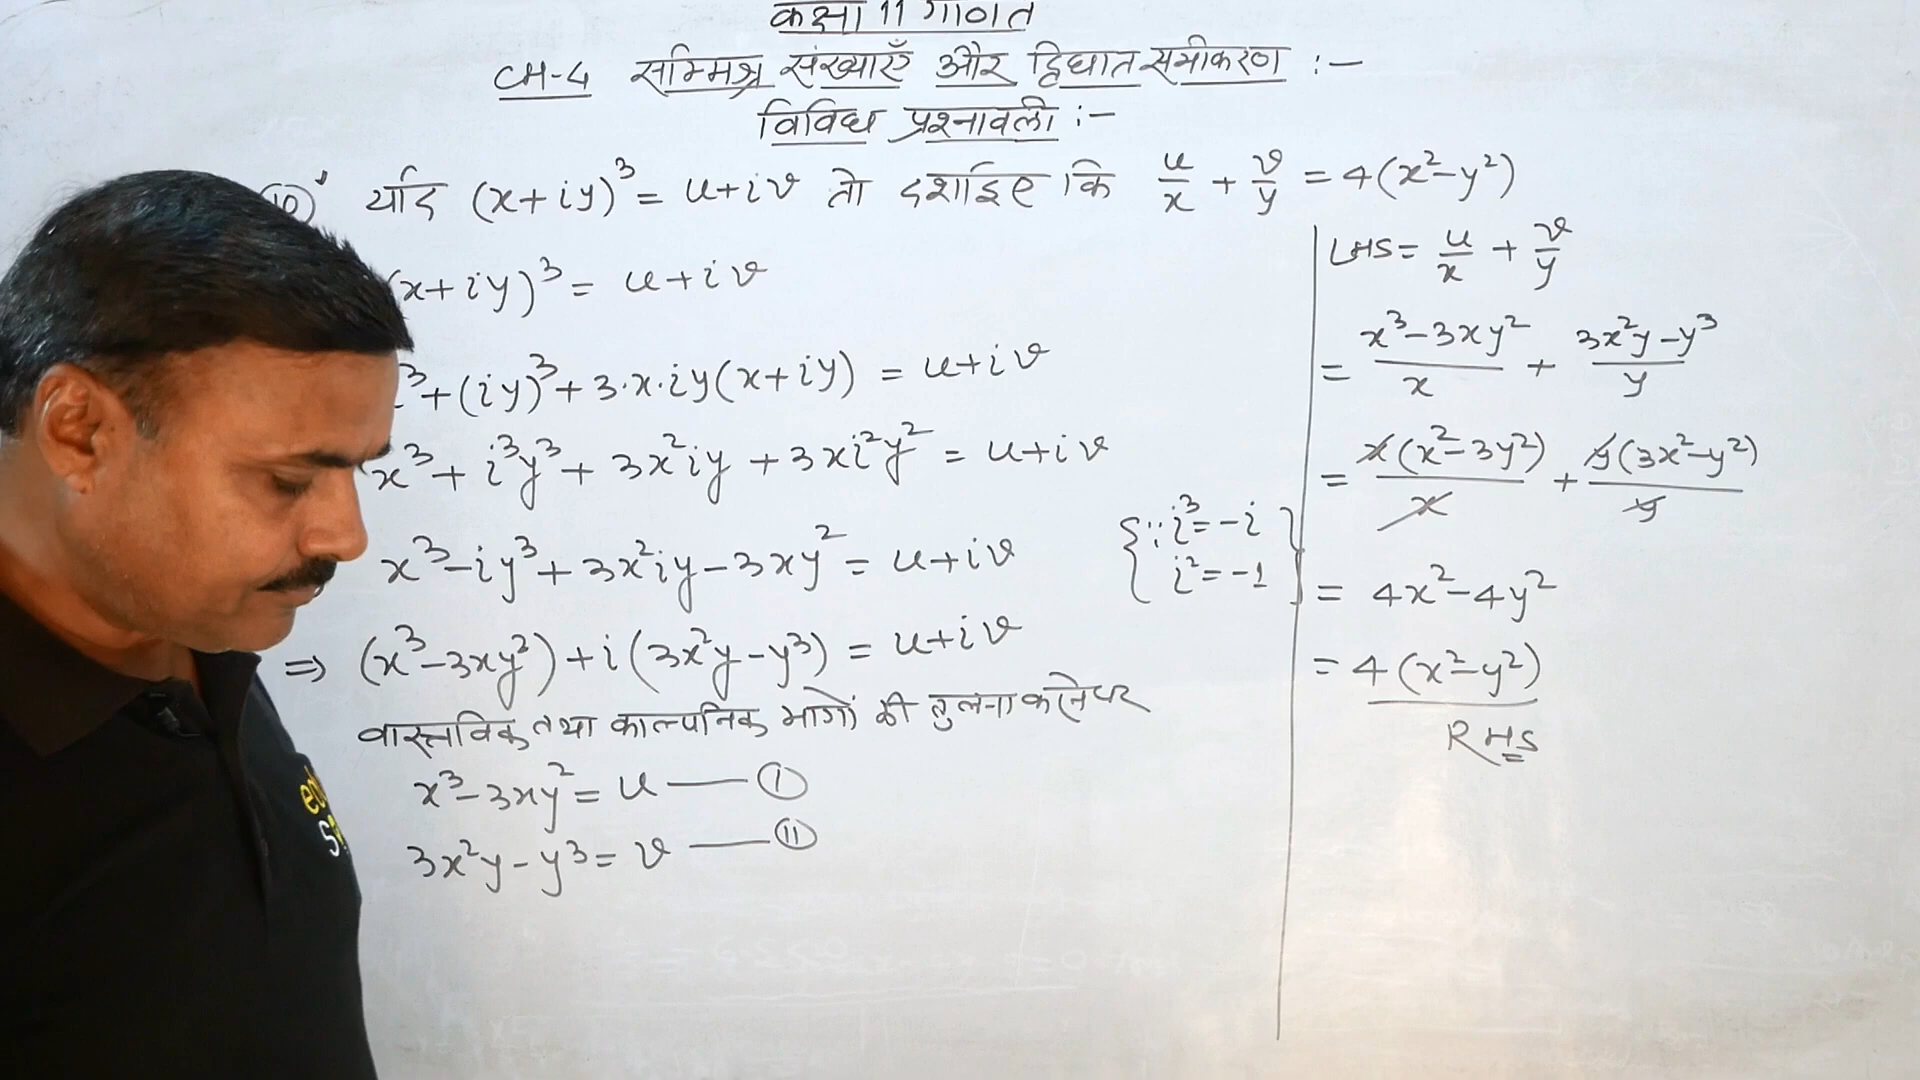 कक्षा 11 गणित
CH-4 सम्मिश्र संख्याएँ और द्विघात समीकरण :-
विविध प्रश्नावली :-
(10) यदि (x+iy)³ = u+iv तो दर्शाइए कि u/x + v/y = 4(x²-y²)
(x+iy)³ = u+iv
³+(iy)³+3·x·iy(x+iy) = u+iv
x³+i³y³+3x²iy+3xi²y² = u+iv
x³-iy³+3x²iy-3xy² = u+iv
{∵ i³=-i
i²=-1}
⇒ (x³-3xy²)+i(3x²y-y³) = u+iv
वास्तविक तथा काल्पनिक भागों की तुलना करने पर
x³-3xy² = u — (I)
3x²y-y³ = v — (II)
LHS = u/x + v/y
= (x³-3xy²)/x + (3x²y-y³)/y
= x(x²-3y²)/x + y(3x²-y²)/y
= 4x²-4y²
= 4(x²-y²)
RHS